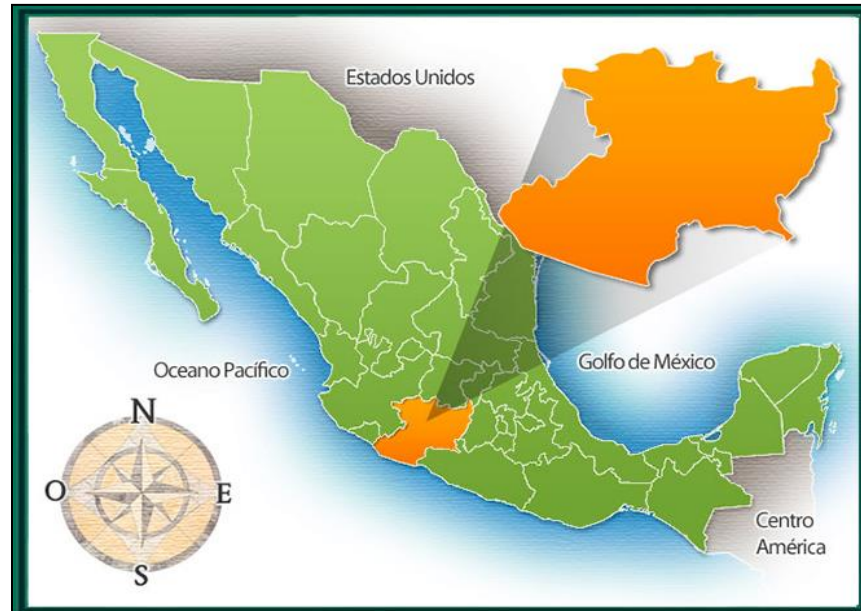 Estados Unidos
Oceano Pacífico
Golfo de México
N
O
E
S
Centro
América